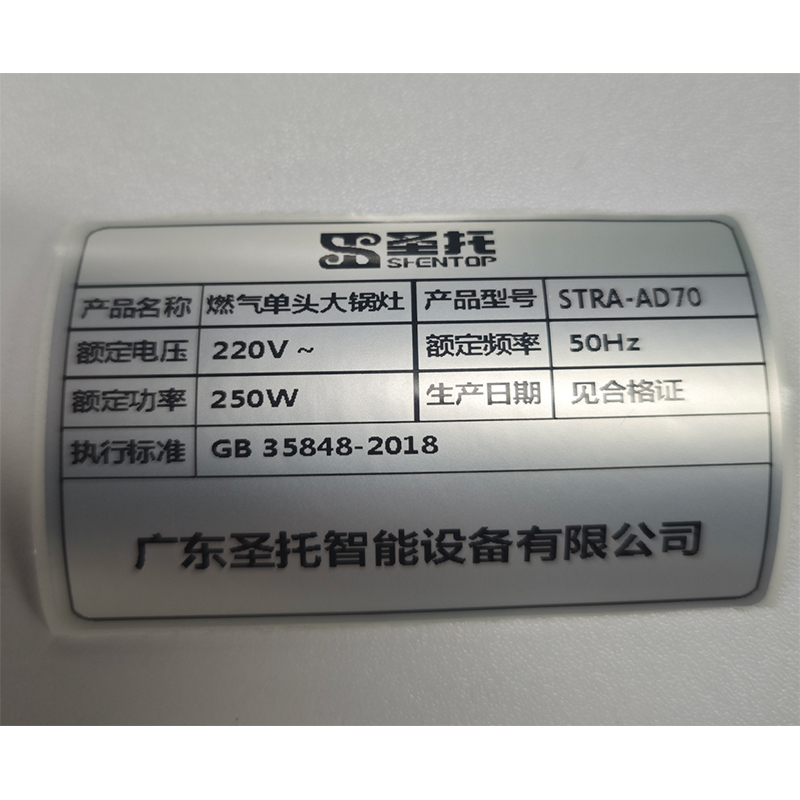 圣托
SHENTOP
产品名称 燃气单头大锅灶 产品型号 STRA-AD70
额定电压 220V～ 额定频率 50Hz
额定功率 250W 生产日期 见合格证
执行标准 GB 35848-2018
广东圣托智能设备有限公司